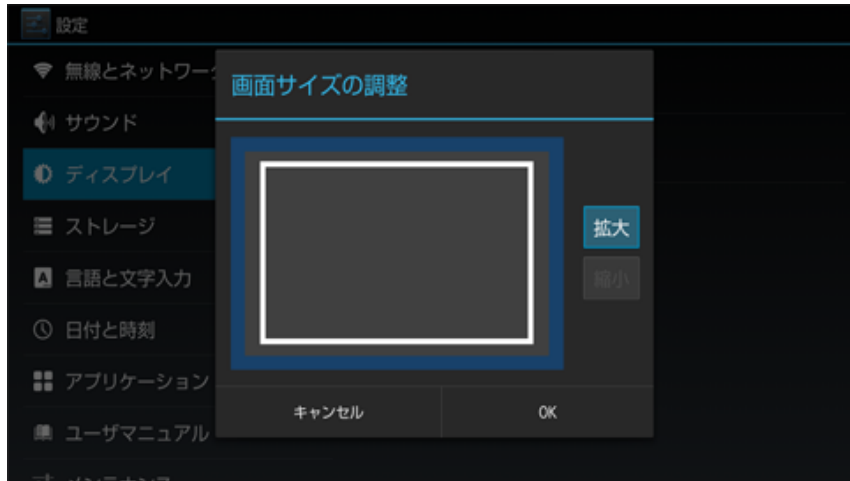 設定
無線とネットワーク
サウンド
ディスプレイ
ストレージ
言語と文字入力
日付と時刻
アプリケーション
ユーザマニュアル
画面サイズの調整
拡大
縮小
キャンセル
OK